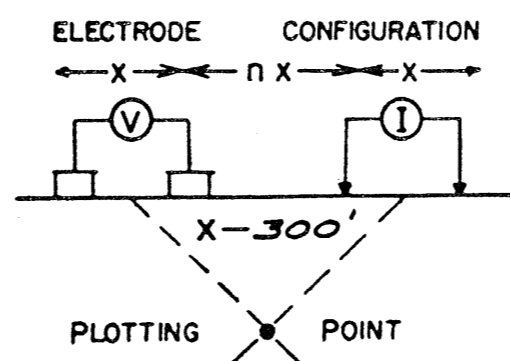 ELECTRODE CONFIGURATION
X n X X
V I
X-300'
PLOTTING POINT